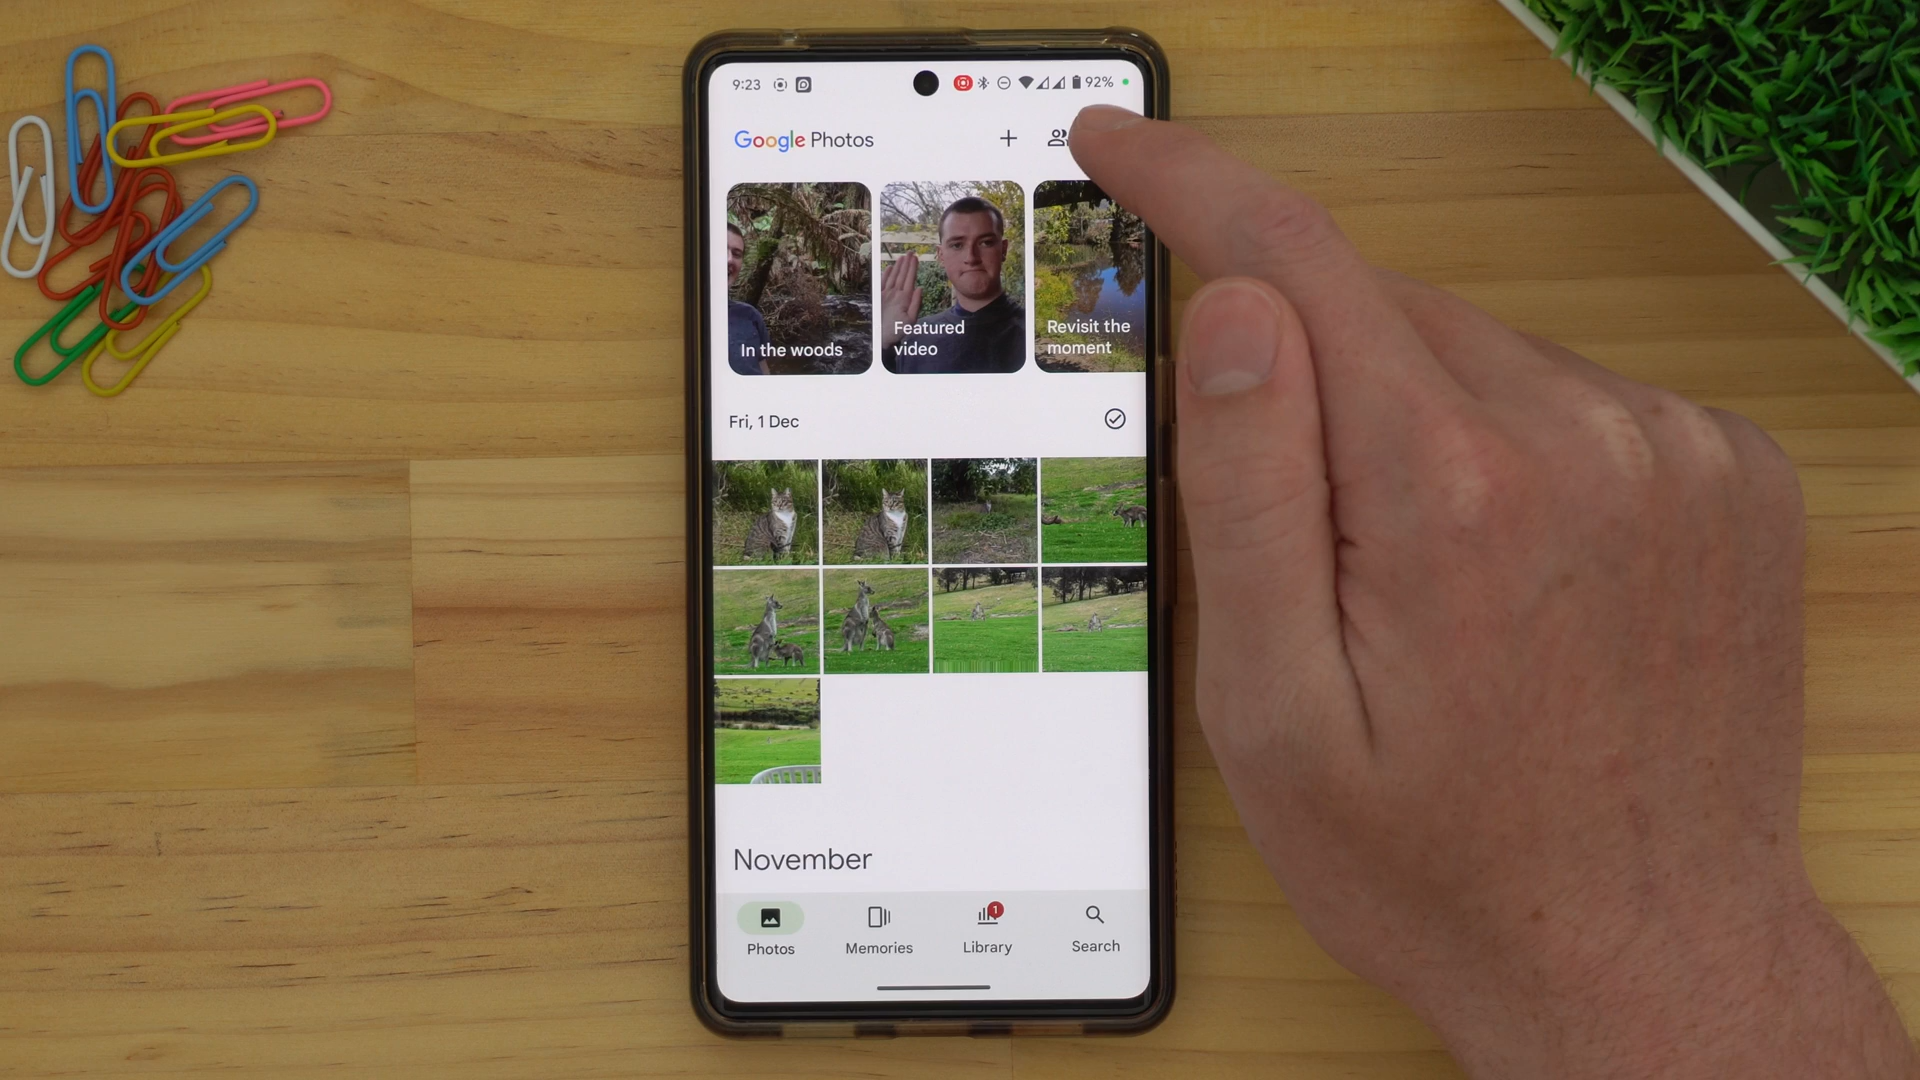 9:23
92%
Google Photos
In the woods
Featured
video
Revisit the
moment
Fri, 1 Dec
November
1
Photos
Memories
Library
Search